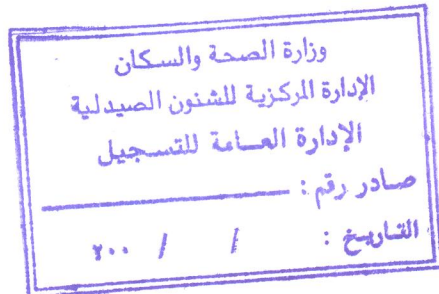 وزارة الصحة والسكان
الإدارة المركزية للشئون الصيدلية
الإدارة العامة للتسجيل
صادر رقم :
التاريخ : / / ٢٠٠